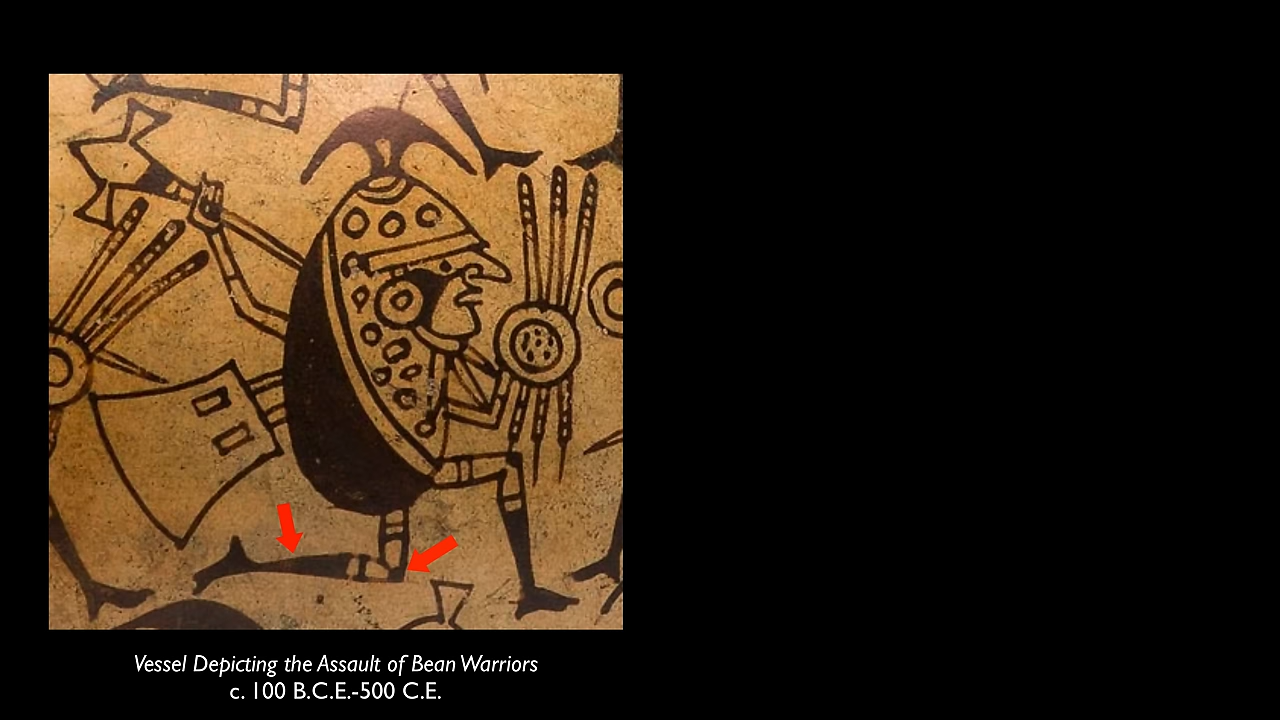 Vessel Depicting the Assault of Bean Warriors
c. 100 B.C.E.-500 C.E.